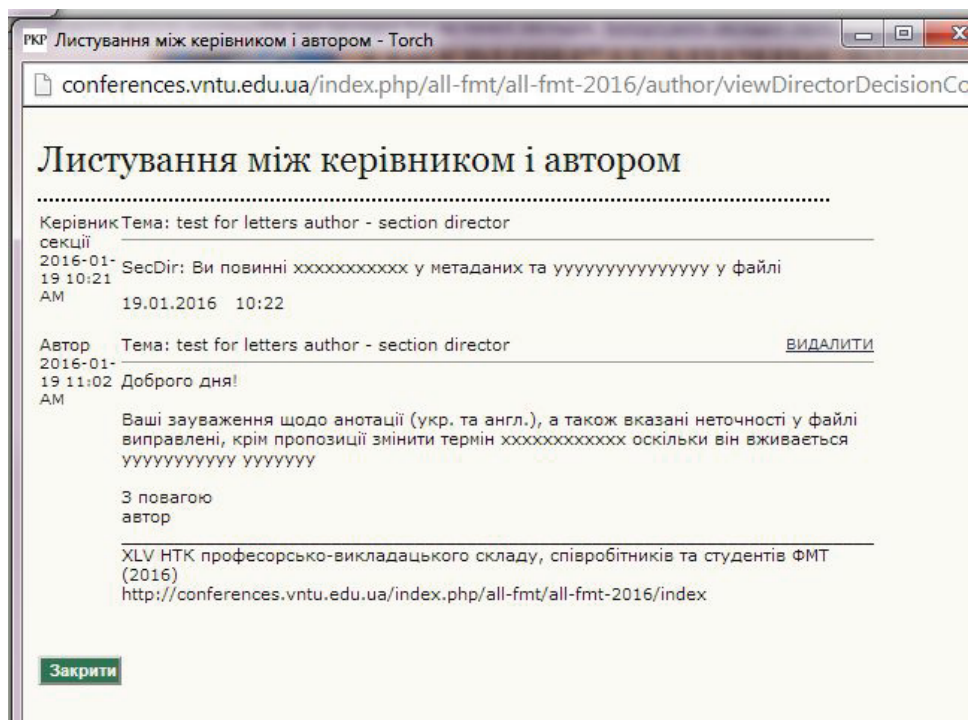 PKP Листування між керівником і автором - Torch
conferences.vntu.edu.ua/index.php/all-fmt/all-fmt-2016/author/viewDirectorDecisionCo
Листування між керівником і автором
Керівник секції 2016-01-19 10:21 AM
Тема: test for letters author - section director
SecDir: Ви повинні xxxxxxxxxxx у метаданих та yyyyyyyyyyyyyyy у файлі
19.01.2016 10:22
Автор 2016-01-19 11:02 AM
Тема: test for letters author - section director ВИДАЛИТИ
Доброго дня!
Ваші зауваження щодо анотації (укр. та англ.), а також вказані неточності у файлі
виправлені, крім пропозиції змінити термін xxxxxxxxxxxx оскільки він вживається
yyyyyyyyyyy yyyyyyy
З повагою
автор
XLV НТК професорсько-викладацького складу, співробітників та студентів ФМТ
(2016)
http://conferences.vntu.edu.ua/index.php/all-fmt/all-fmt-2016/index
Закрити